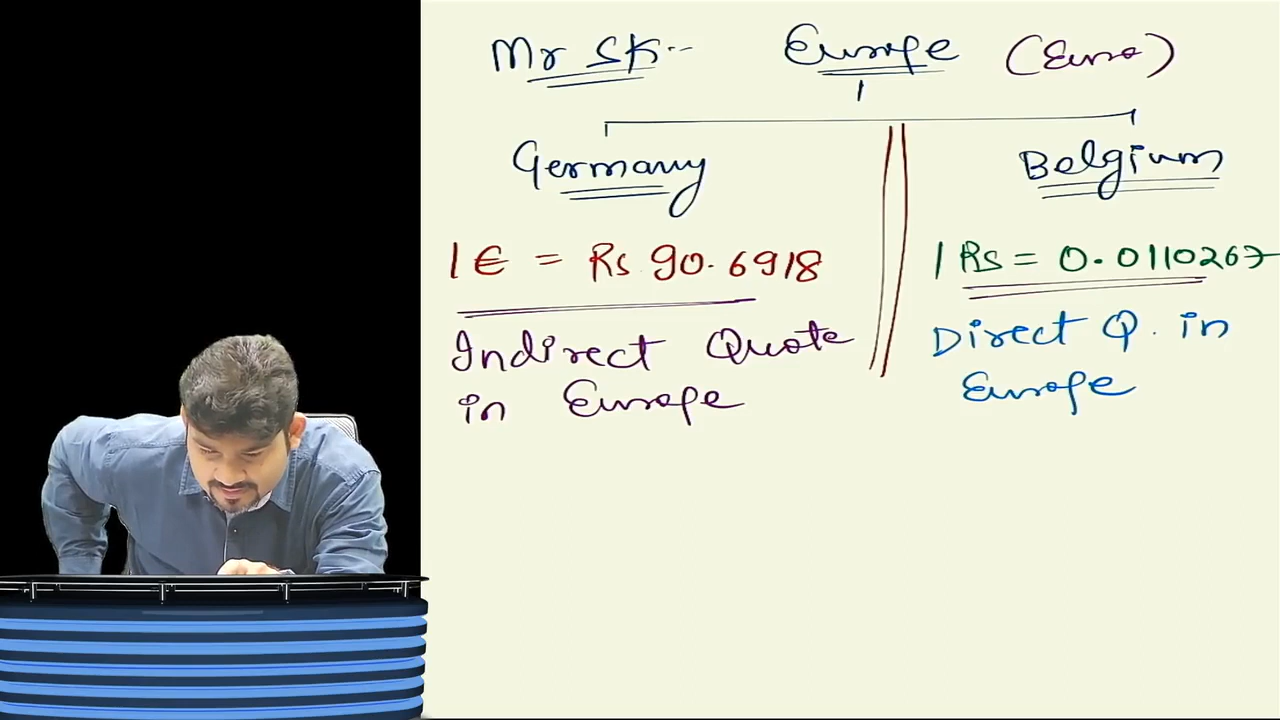 Mr SK-- Europe (Euro)
Germany
Belgium
1 € = Rs 90.6918
1 Rs = 0.0110267
Indirect Quote
in Europe
Direct Q. in
Europe